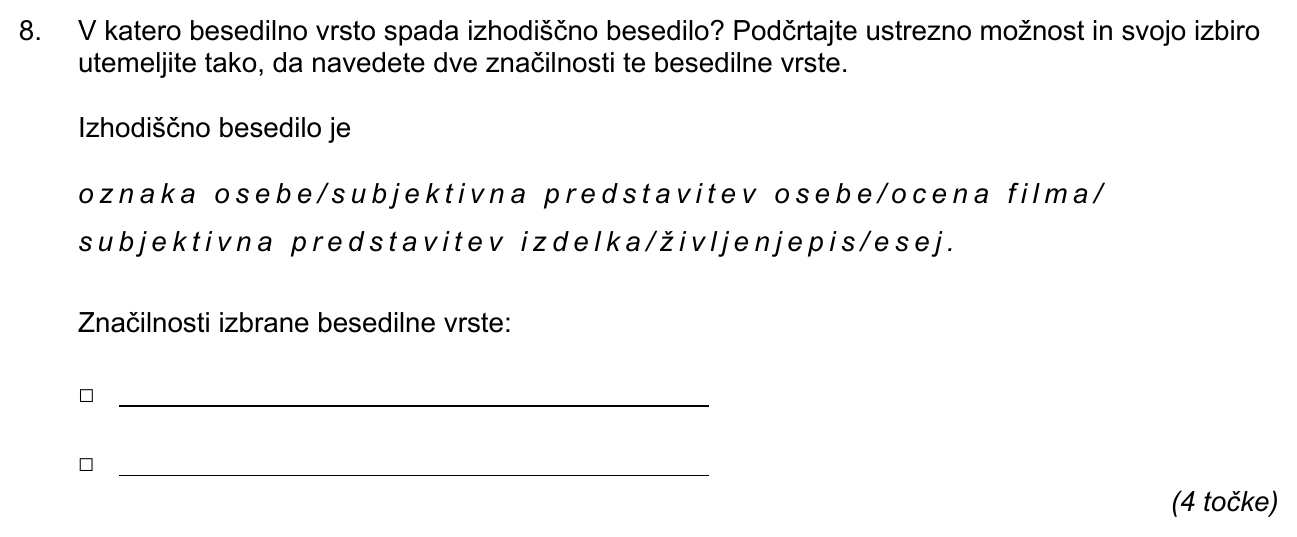 8. V katero besedilno vrsto spada izhodiščno besedilo? Podčrtajte ustrezno možnost in svojo izbiro
utemeljite tako, da navedete dve značilnosti te besedilne vrste.
Izhodiščno besedilo je
oznaka osebe/subjektivna predstavitev osebe/ocena filma/
subjektivna predstavitev izdelka/življenjepis/esej.
Značilnosti izbrane besedilne vrste:
(4 točke)